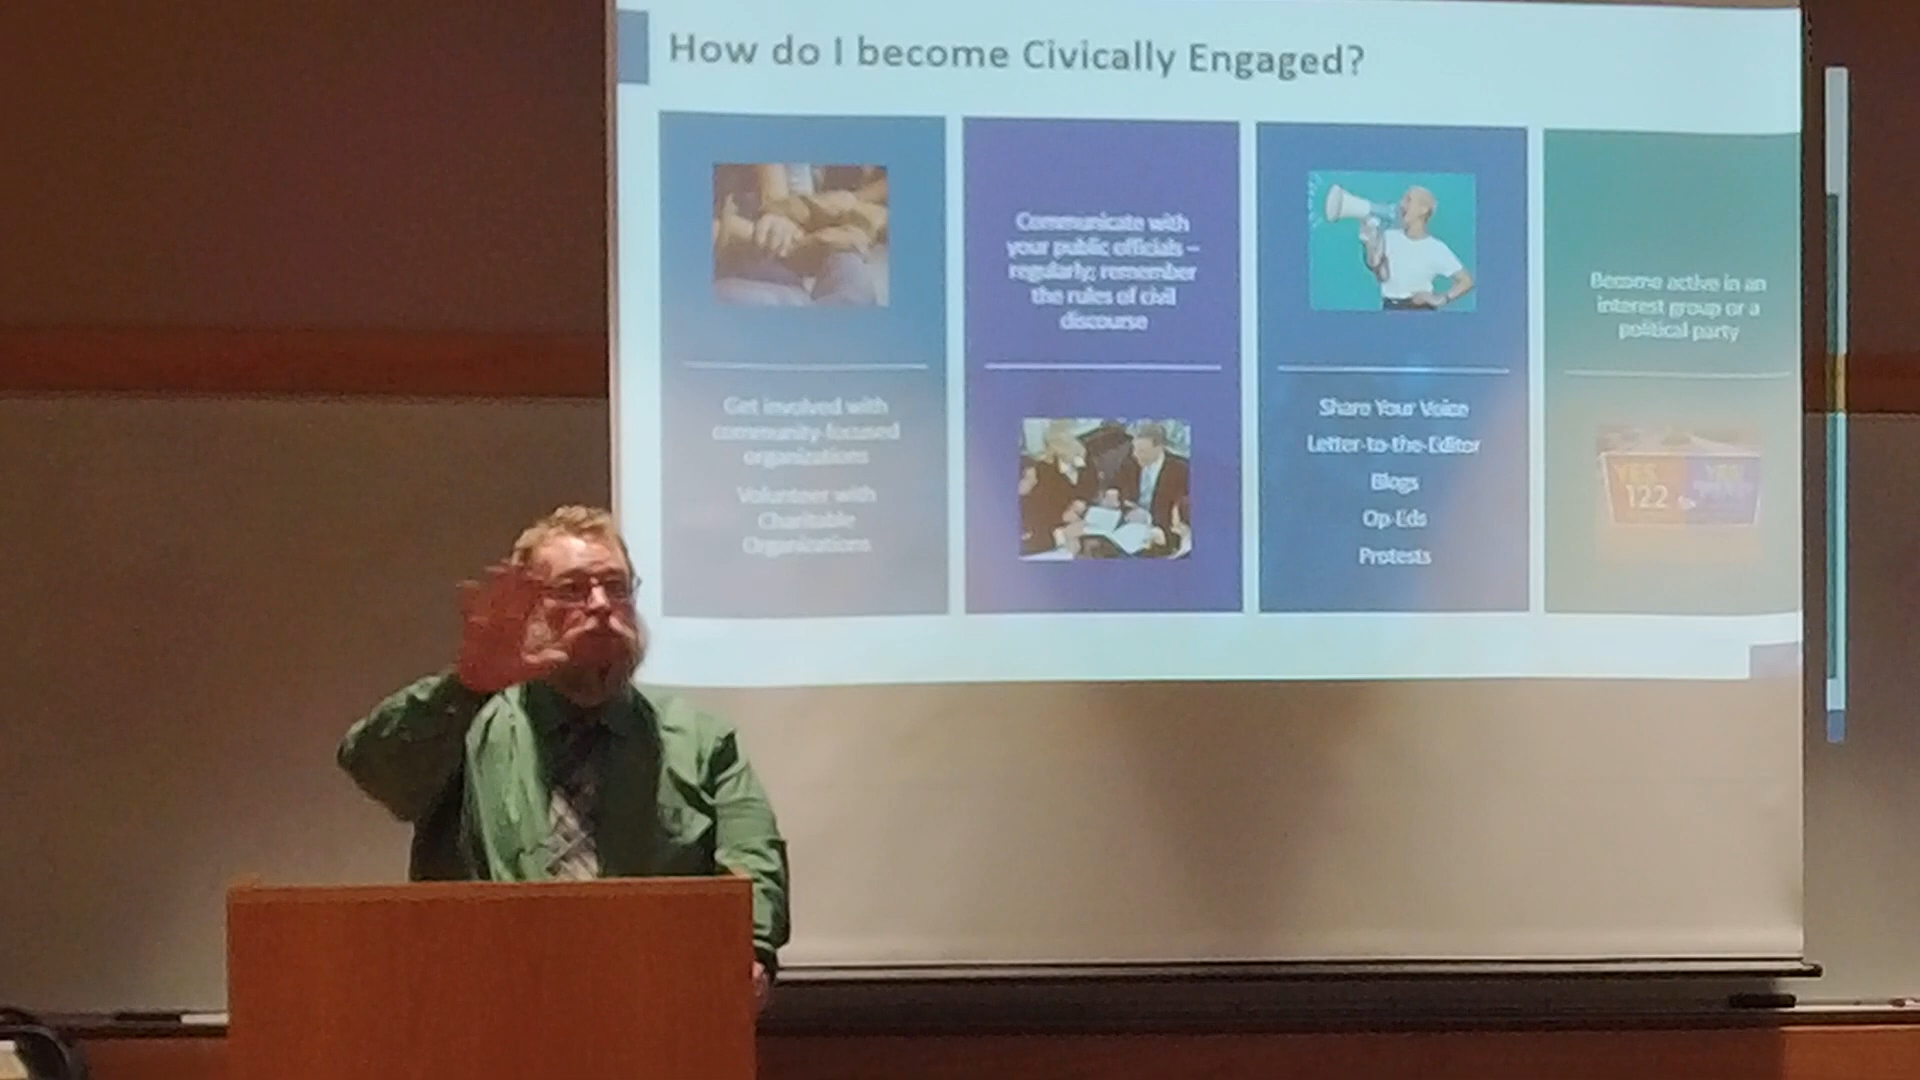 How do I become Civically Engaged?
Get involved with
community-focused
organizations
Volunteer with
Charitable
Organizations
Communicate with
your public officials –
regularly; remember
the rules of civil
discourse
Share Your Voice
Letter-to-the-Editor
Blogs
Op-Eds
Protests
Become active in an
interest group or a
political party
YES YES
122